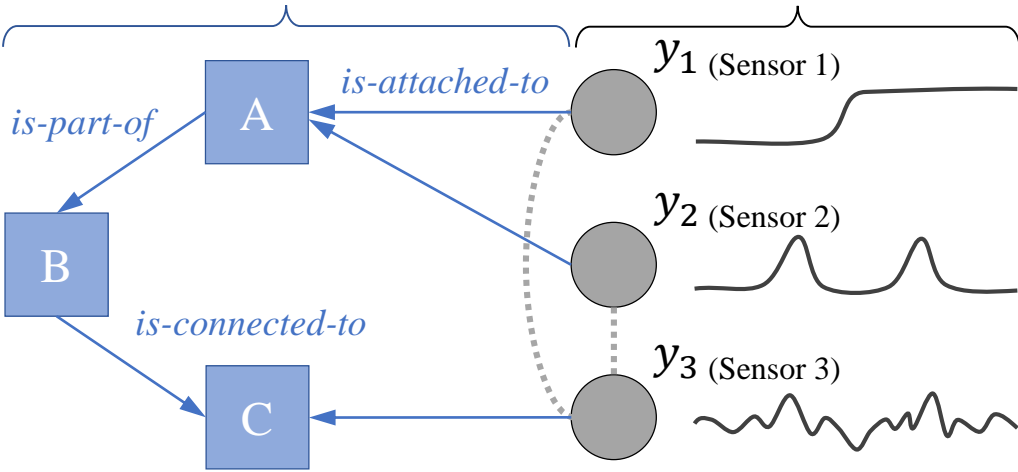 y₁ (Sensor 1)
is-attached-to
A
is-part-of
y₂ (Sensor 2)
B
is-connected-to
y₃ (Sensor 3)
C